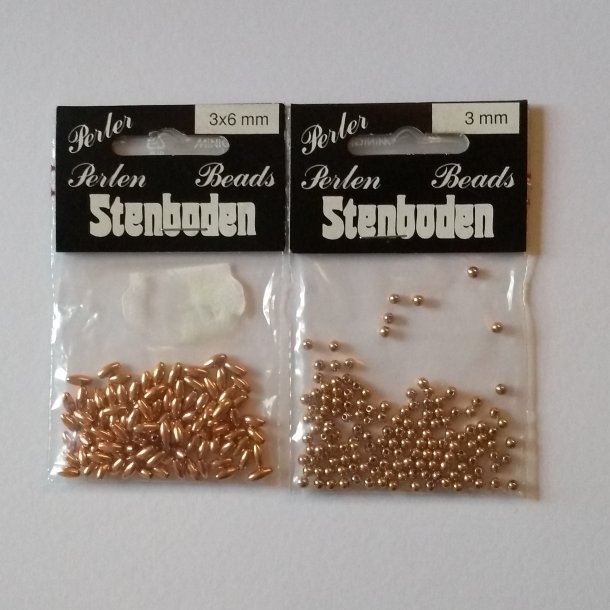 3x6 mm
Perler
Perlen Beads
Stenboden
3 mm
Perler
Perlen Beads
Stenboden